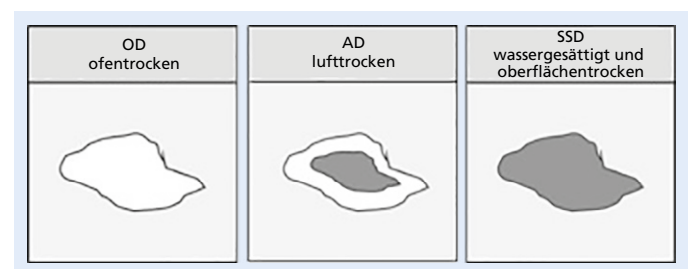 OD
ofentrocken
AD
lufttrocken
SSD
wassergesättigt und
oberflächentrocken